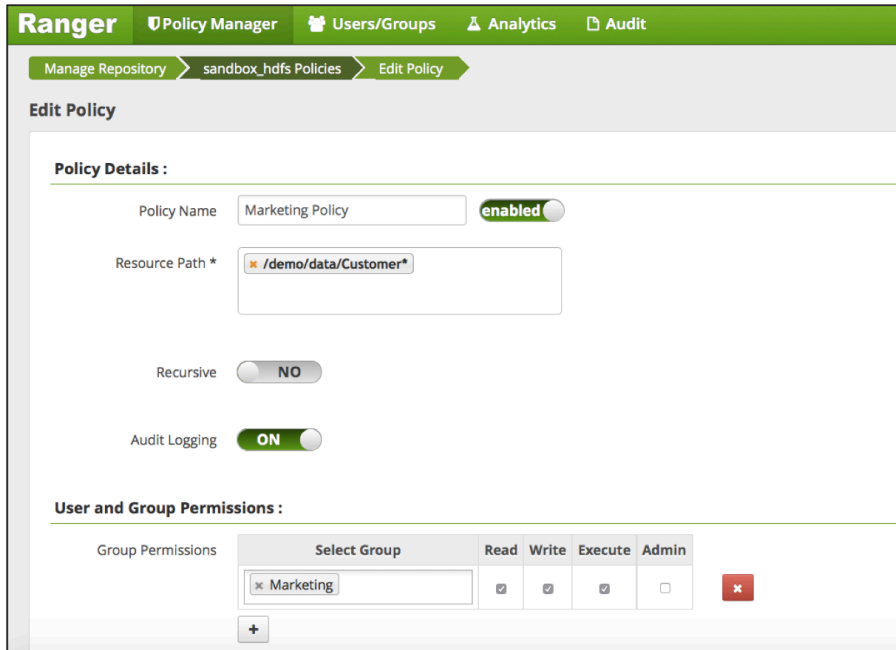 Ranger Policy Manager Users/Groups Analytics Audit
Manage Repository sandbox_hdfs Policies Edit Policy
Edit Policy
Policy Details :
Policy Name Marketing Policy enabled
Resource Path * /demo/data/Customer*
Recursive NO
Audit Logging ON
User and Group Permissions :
Group Permissions Select Group Read Write Execute Admin
Marketing